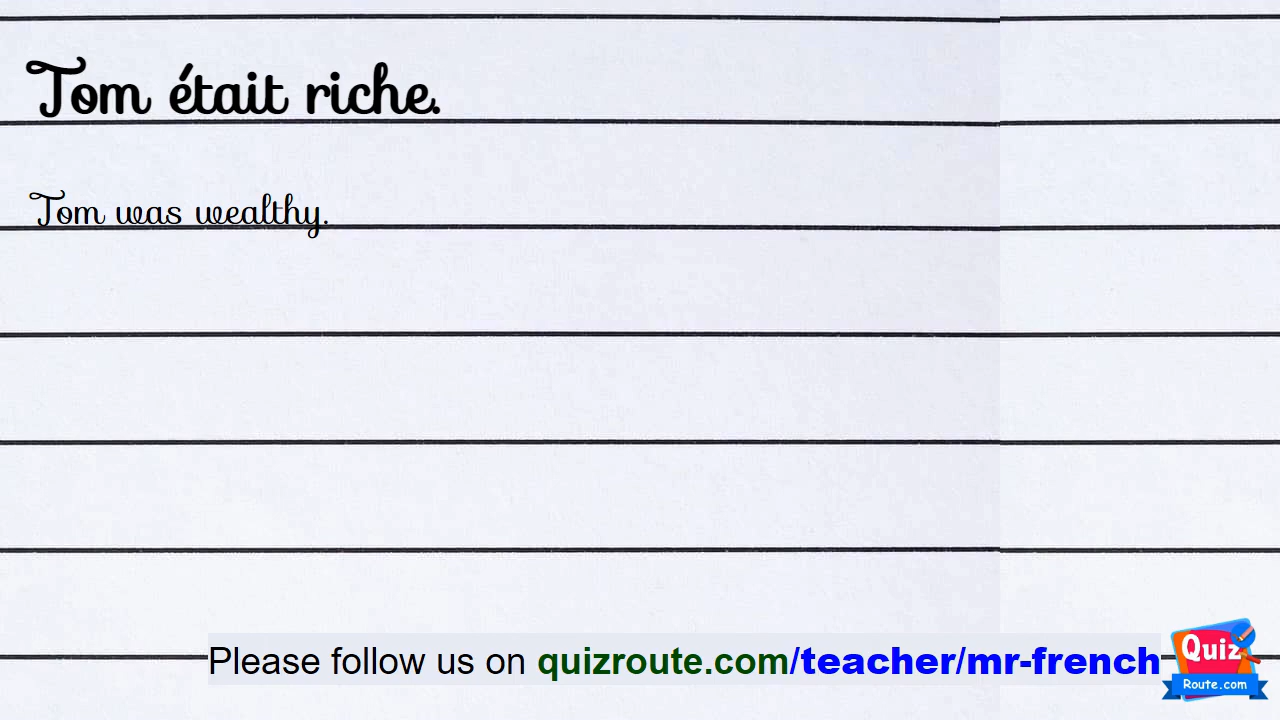 Tom était riche.
Tom was wealthy.
Please follow us on quizroute.com/teacher/mr-french
Quiz
Route.com